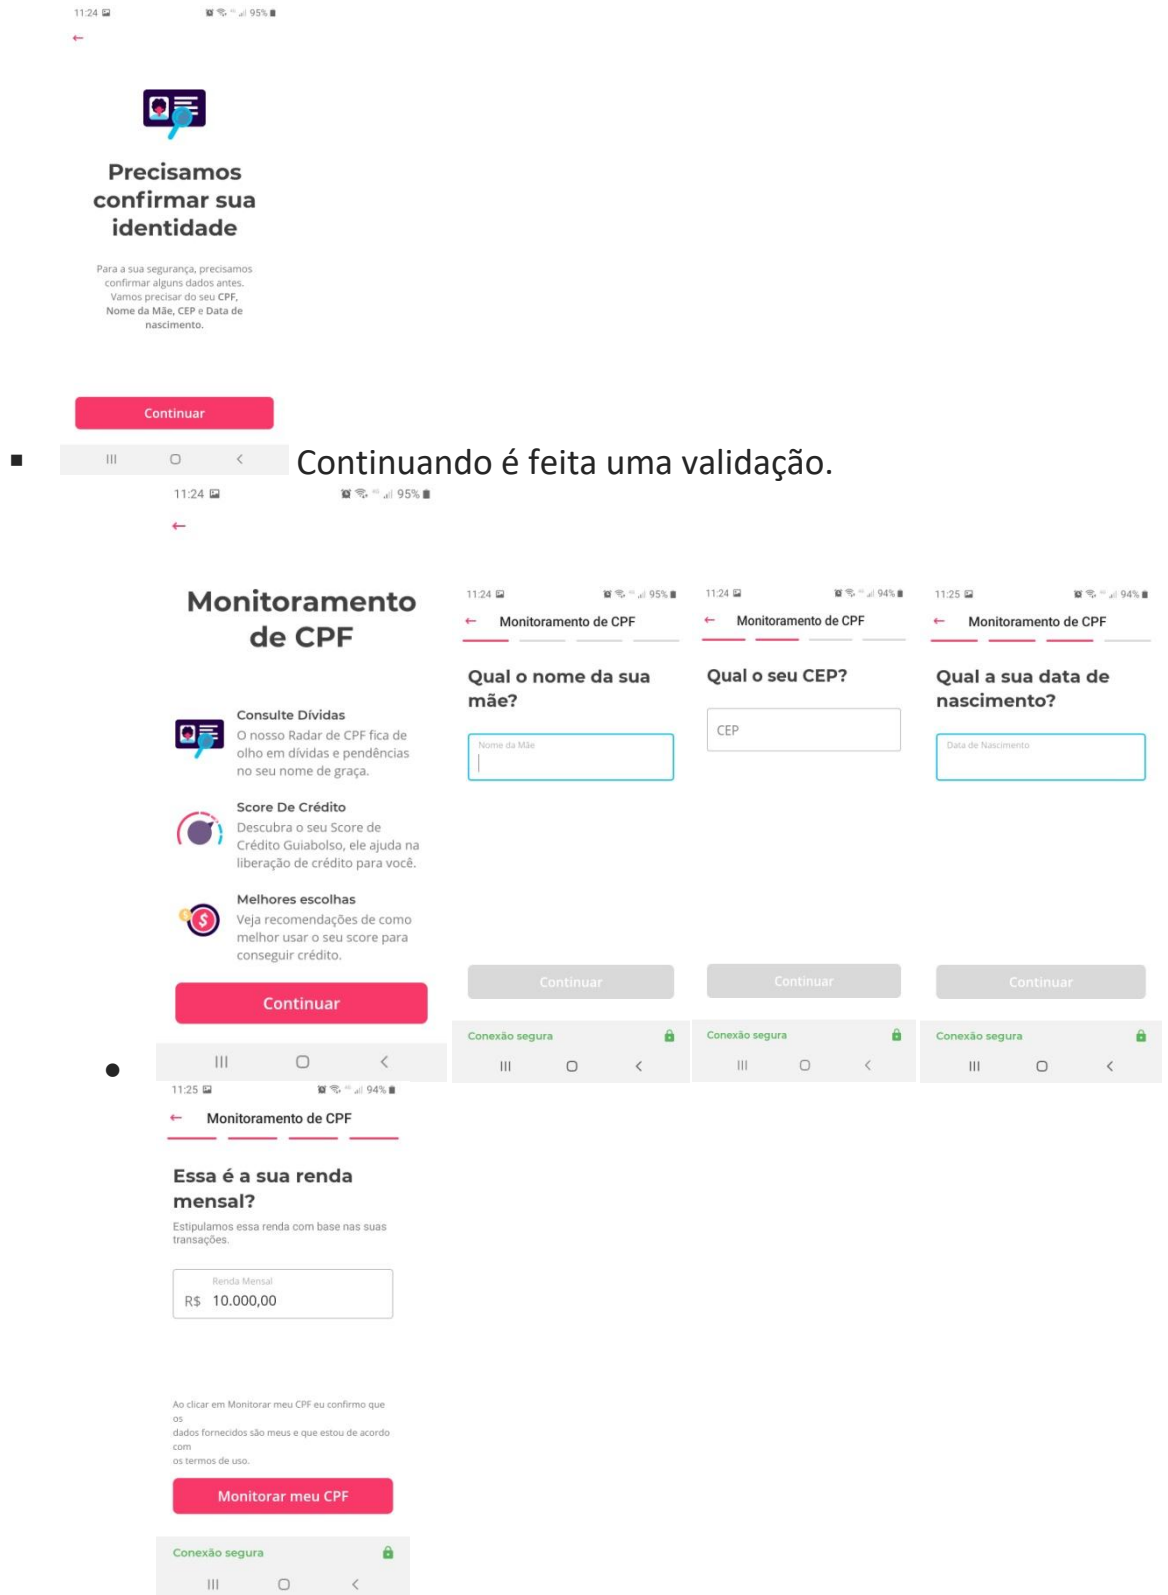 11:24 95%
Precisamos
confirmar sua
identidade
Para a sua segurança, precisamos
confirmar alguns dados antes.
Vamos precisar do seu CPF,
Nome da Mãe, CEP e Data de
nascimento.
Continuar
Continuando é feita uma validação.
11:24 95%
Monitoramento
de CPF
Consulte Dívidas
O nosso Radar de CPF fica de
olho em dívidas e pendências
no seu nome de graça.
Score De Crédito
Descubra o seu Score de
Crédito Guiabolso, ele ajuda na
liberação de crédito para você.
Melhores escolhas
Veja recomendações de como
melhor usar o seu score para
conseguir crédito.
Continuar
11:24 95%
Monitoramento de CPF
Qual o nome da sua
mãe?
Nome da Mãe
Continuar
Conexão segura
11:24 94%
Monitoramento de CPF
Qual o seu CEP?
CEP
Continuar
Conexão segura
11:25 94%
Monitoramento de CPF
Qual a sua data de
nascimento?
Data de Nascimento
Continuar
Conexão segura
11:25 94%
Monitoramento de CPF
Essa é a sua renda
mensal?
Estipulamos essa renda com base nas suas
transações.
Renda Mensal
R$ 10.000,00
Ao clicar em Monitorar meu CPF eu confirmo que
os
dados fornecidos são meus e que estou de acordo
com
os termos de uso.
Monitorar meu CPF
Conexão segura